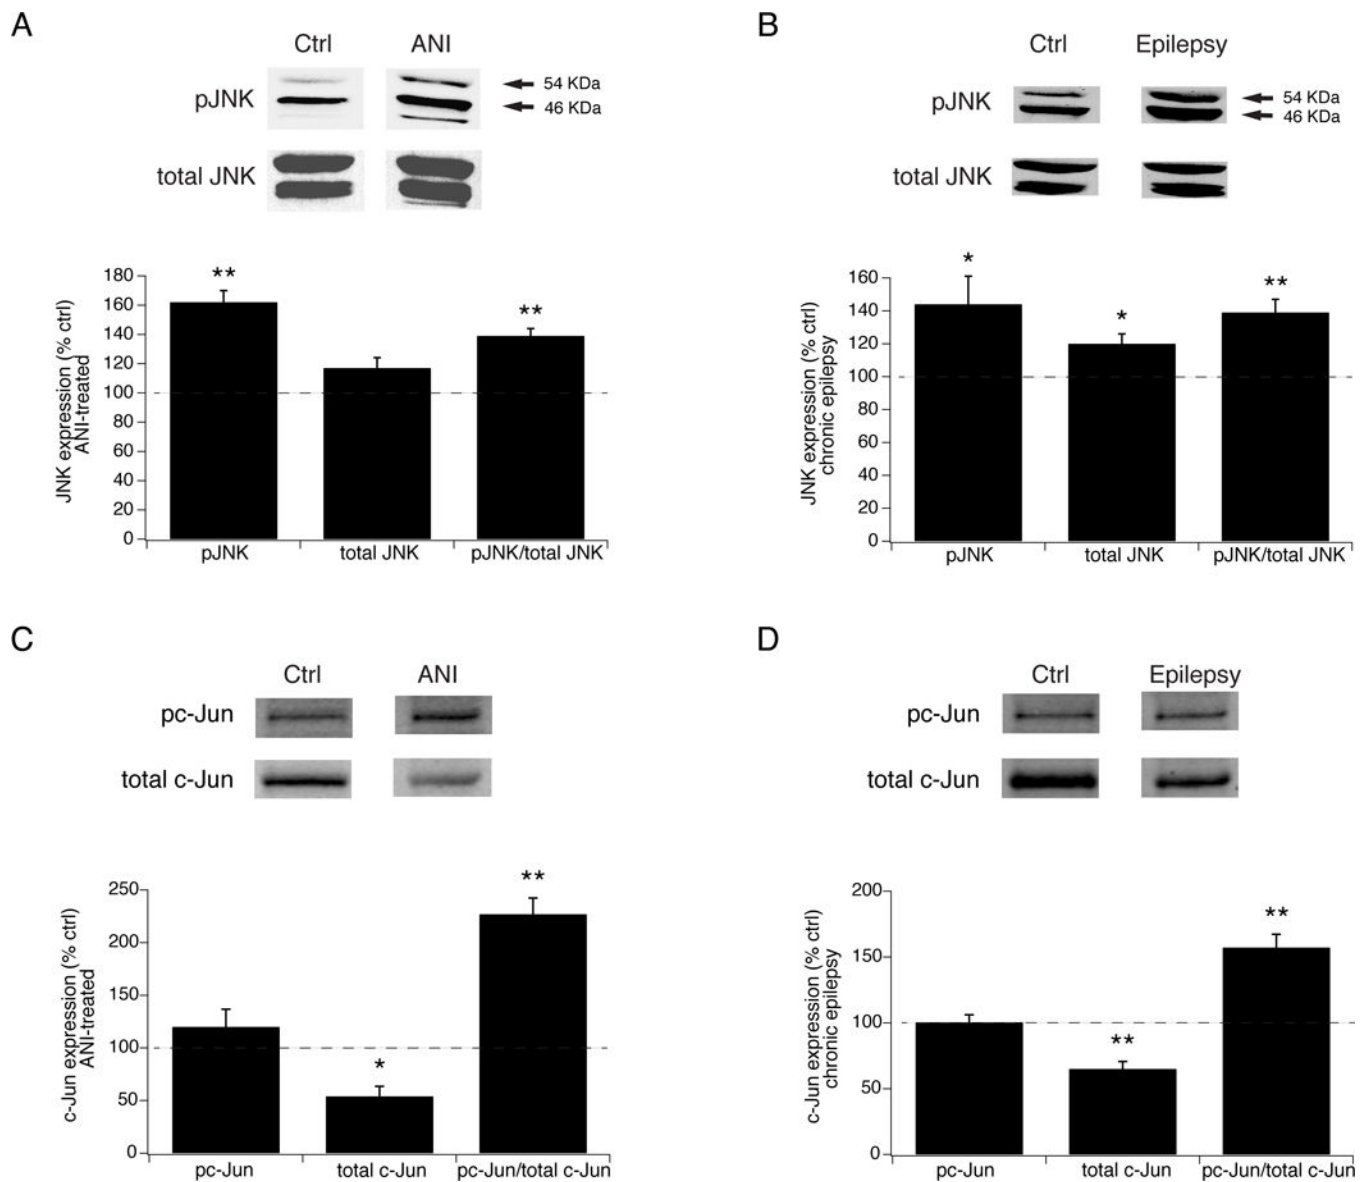 A
Ctrl ANI
pJNK
54 KDa
46 KDa
total JNK
JNK expression (% ctrl)
ANI-treated
180
160
140
120
100
80
60
40
20
0
**
**
pJNK total JNK pJNK/total JNK
B
Ctrl Epilepsy
pJNK
54 KDa
46 KDa
total JNK
JNK expression (% ctrl)
chronic epilepsy
160
140
120
100
80
60
40
20
0
*
*
**
pJNK total JNK pJNK/total JNK
C
Ctrl ANI
pc-Jun
total c-Jun
c-Jun expression (% ctrl)
ANI-treated
250
200
150
100
50
0
*
**
pc-Jun total c-Jun pc-Jun/total c-Jun
D
Ctrl Epilepsy
pc-Jun
total c-Jun
c-Jun expression (% ctrl)
chronic epilepsy
200
150
100
50
0
**
**
pc-Jun total c-Jun pc-Jun/total c-Jun